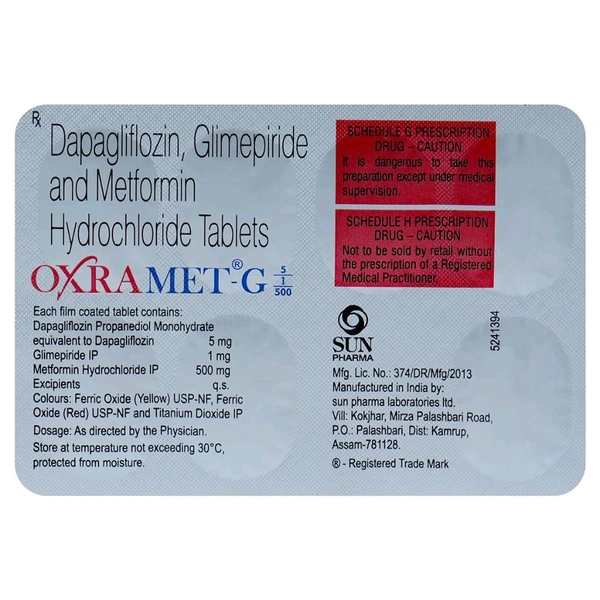 Rx
Dapagliflozin, Glimepiride
and Metformin
Hydrochloride Tablets
OXRAMET®-G 5/1/500
Each film coated tablet contains:
Dapagliflozin Propanediol Monohydrate
equivalent to Dapagliflozin 5 mg
Glimepiride IP 1 mg
Metformin Hydrochloride IP 500 mg
Excipients q.s.
Colours: Ferric Oxide (Yellow) USP-NF, Ferric
Oxide (Red) USP-NF and Titanium Dioxide IP
Dosage: As directed by the Physician.
Store at temperature not exceeding 30°C,
protected from moisture.
SCHEDULE G PRESCRIPTION
DRUG – CAUTION
It is dangerous to take this
preparation except under medical
supervision.
SCHEDULE H PRESCRIPTION
DRUG – CAUTION
Not to be sold by retail without
the prescription of a Registered
Medical Practitioner.
SUN
PHARMA
Mfg. Lic. No.: 374/DR/Mfg/2013
Manufactured in India by:
sun pharma laboratories ltd.
Vill: Kokjhar, Mirza Palashbari Road,
P.O.: Palashbari, Dist: Kamrup,
Assam-781128.
® - Registered Trade Mark
5241394